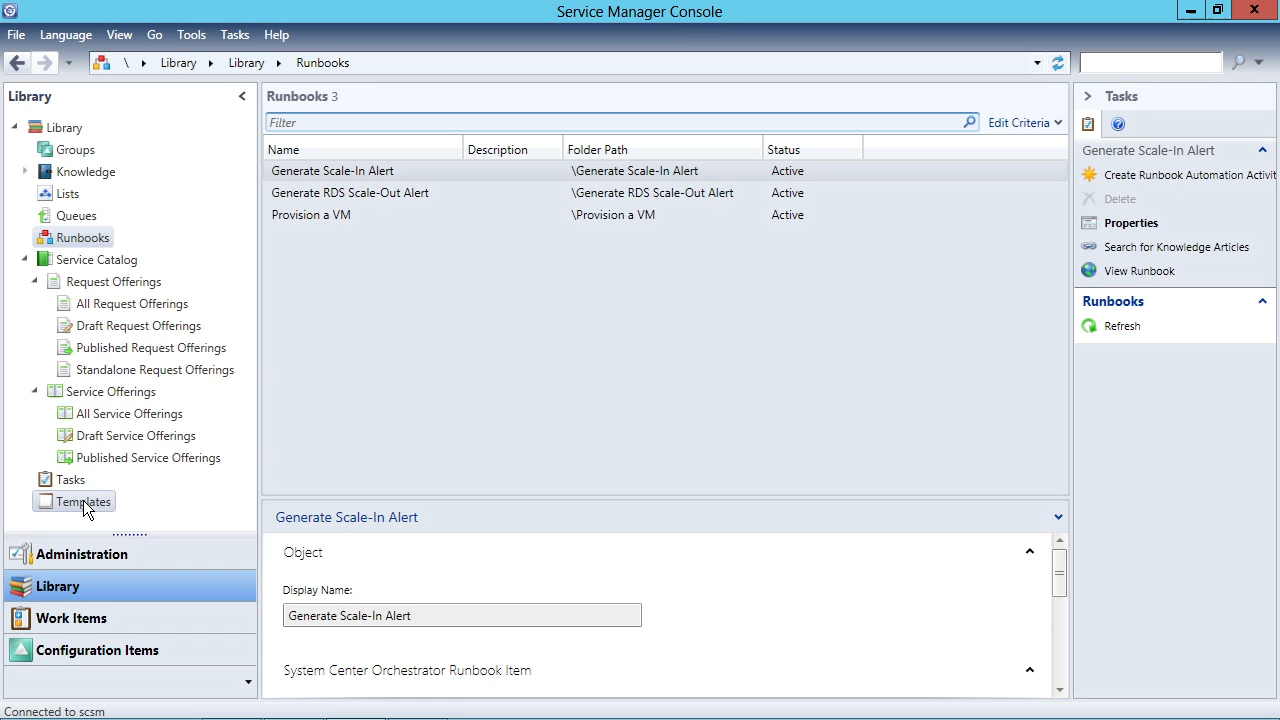 Service Manager Console
File Language View Go Tools Tasks Help
\ Library Library Runbooks
Library
Library
Groups
Knowledge
Lists
Queues
Runbooks
Service Catalog
Request Offerings
All Request Offerings
Draft Request Offerings
Published Request Offerings
Standalone Request Offerings
Service Offerings
All Service Offerings
Draft Service Offerings
Published Service Offerings
Tasks
Templates
Administration
Library
Work Items
Configuration Items
Runbooks 3
Filter
Edit Criteria
Name Description Folder Path Status
Generate Scale-In Alert \Generate Scale-In Alert Active
Generate RDS Scale-Out Alert \Generate RDS Scale-Out Alert Active
Provision a VM \Provision a VM Active
Generate Scale-In Alert
Object
Display Name:
Generate Scale-In Alert
System Center Orchestrator Runbook Item
Tasks
Generate Scale-In Alert
Create Runbook Automation Activit
Delete
Properties
Search for Knowledge Articles
View Runbook
Runbooks
Refresh
Connected to scsm